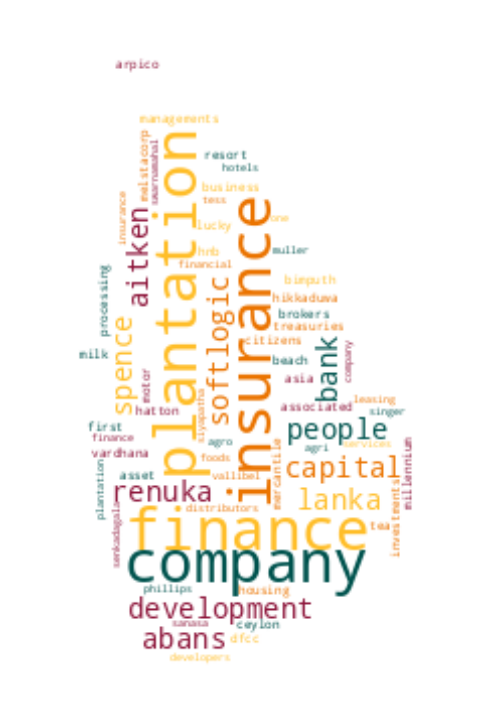 arpico
managements
plantation
melstacorp
swarnamahal
resort
hotels
business
tess
insurance
insurance
aitken
lucky
one
hnb
muller
financial
processing
softlogic
bimputh
hikkaduwa
brokers
treasuries
spence
citizens
bank
company
milk
beach
motor
asia
hatton
siyapatha
associated
leasing
singer
first
people
finance
agro
agri
services
vardhana
foods
mercantile
capital
millennium
plantation
asset
vallibel
renuka
lanka
investments
senkadagala
distributors
finance
tea
company
phillips
housing
development
sanasa
ceylon
abans
dfcc
developers